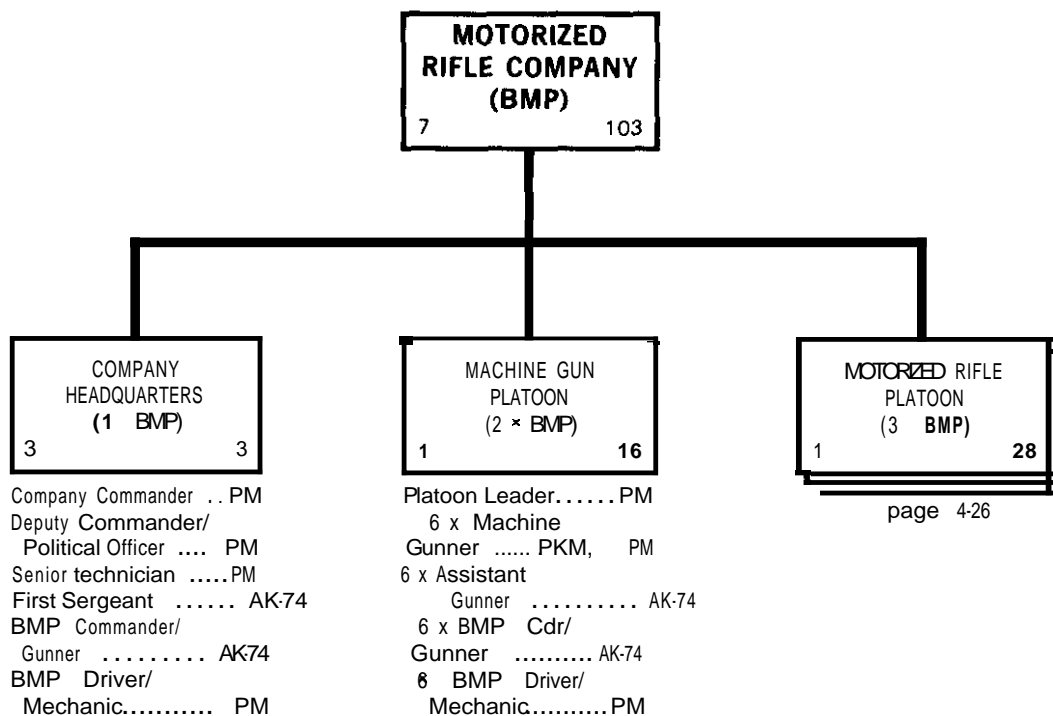 MOTORIZED
RIFLE COMPANY
(BMP)
7 103
COMPANY
HEADQUARTERS
(1 BMP)
3 3
Company Commander .. PM
Deputy Commander/
Political Officer .... PM
Senior technician ..... PM
First Sergeant ...... AK-74
BMP Commander/
Gunner ......... AK-74
BMP Driver/
Mechanic........... PM
MACHINE GUN
PLATOON
(2 × BMP)
1 16
Platoon Leader...... PM
6 x Machine
Gunner ...... PKM, PM
6 x Assistant
Gunner .......... AK-74
6 x BMP Cdr/
Gunner .......... AK-74
BMP Driver/
Mechanic.......... PM
MOTORIZED RIFLE
PLATOON
(3 BMP)
1 28
page 4-26